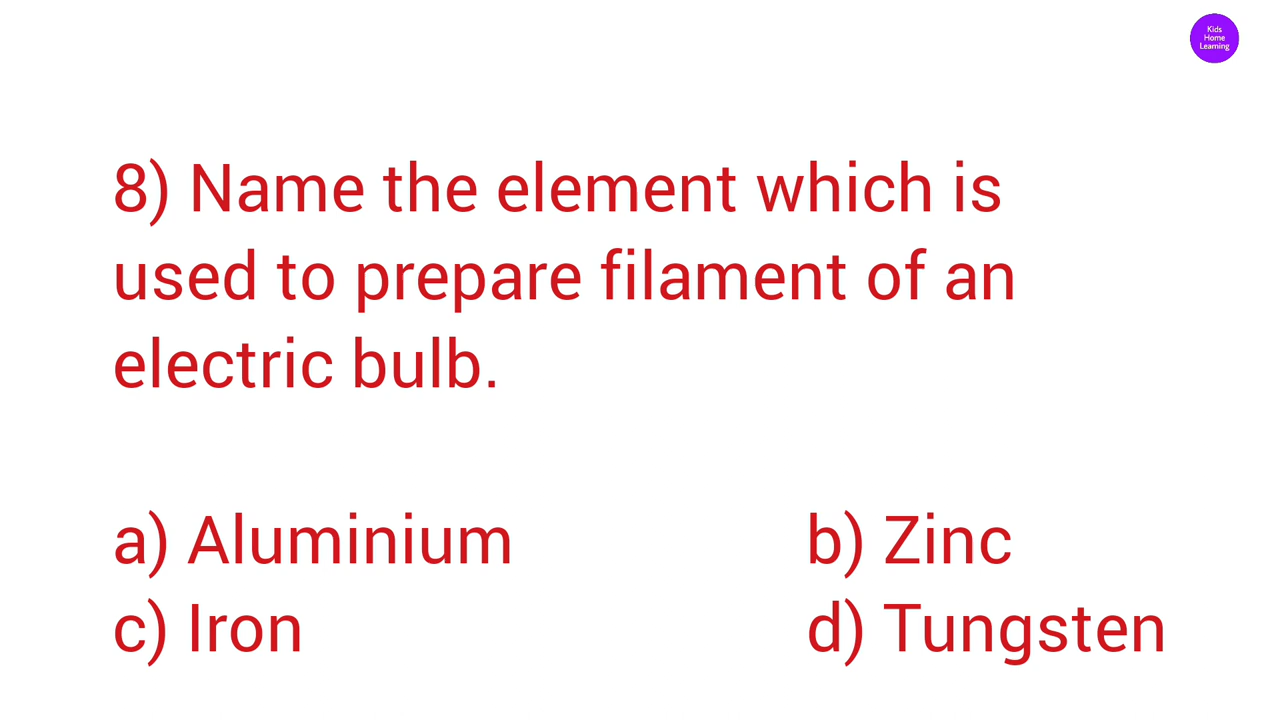 Kids
Home
Learning
8) Name the element which is
used to prepare filament of an
electric bulb.
a) Aluminium b) Zinc
c) Iron d) Tungsten